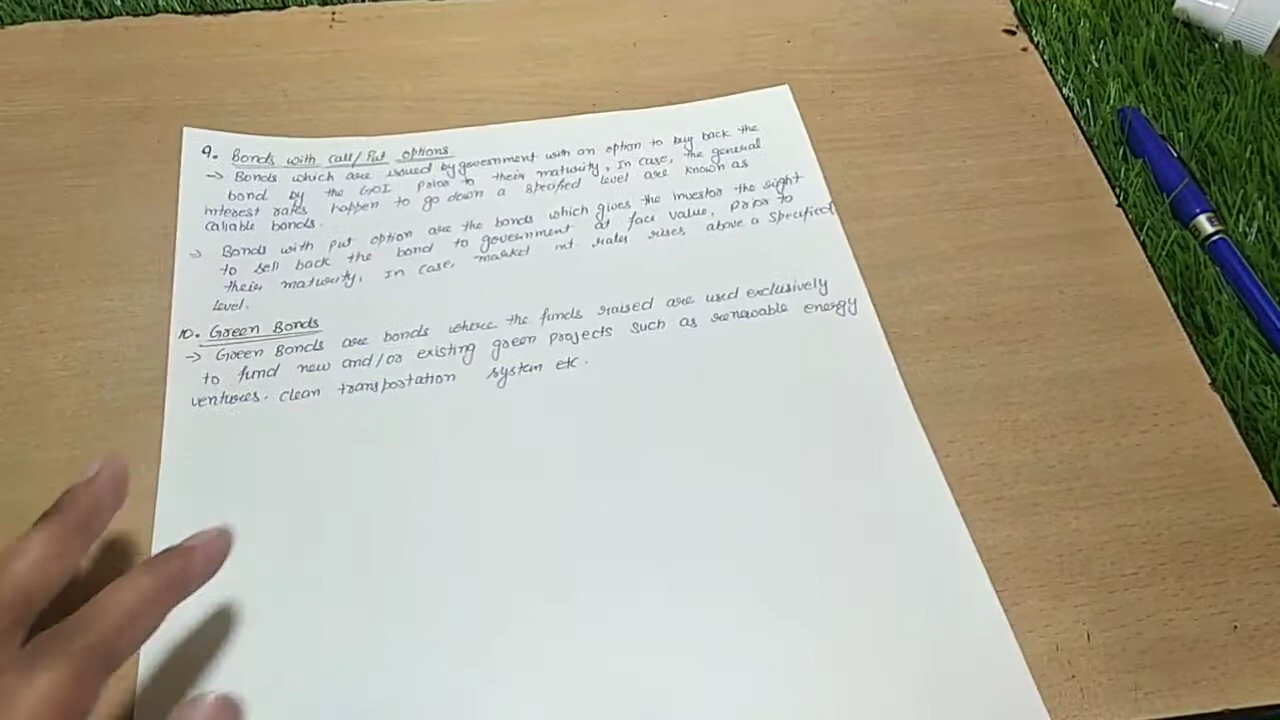 9. Bonds with call/Put options
→ Bonds which are issued by government with an option to buy back the
bond by the GOI prior to their maturity, In case, the general
interest rates happen to go down a specified level are known as
callable bonds.
→ Bonds with put option are the bonds which gives the investor the right
to sell back the bond to government at face value, prior to
their maturity, In case, market int rates rises above a specified
level.
10. Green Bonds
→ Green Bonds are bonds where the funds raised are used exclusively
to fund new and/or existing green projects such as renewable energy
ventures, clean transportation system etc.